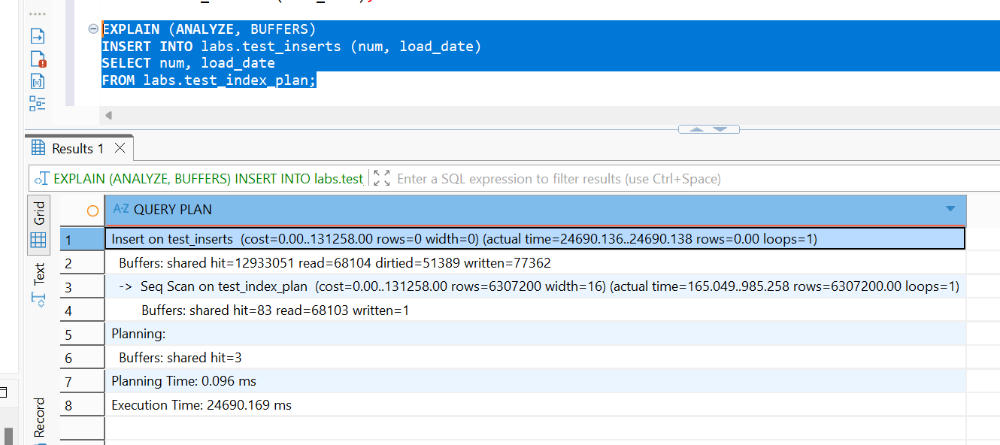 EXPLAIN (ANALYZE, BUFFERS)
INSERT INTO labs.test_inserts (num, load_date)
SELECT num, load_date
FROM labs.test_index_plan;
Results 1
EXPLAIN (ANALYZE, BUFFERS) INSERT INTO labs.test_
Enter a SQL expression to filter results (use Ctrl+Space)
Grid
Text
Record
A-Z QUERY PLAN
1 Insert on test_inserts (cost=0.00..131258.00 rows=0 width=0) (actual time=24690.136..24690.138 rows=0.00 loops=1)
2 Buffers: shared hit=12933051 read=68104 dirtied=51389 written=77362
3 -> Seq Scan on test_index_plan (cost=0.00..131258.00 rows=6307200 width=16) (actual time=165.049..985.258 rows=6307200.00 loops=1)
4 Buffers: shared hit=83 read=68103 written=1
5 Planning:
6 Buffers: shared hit=3
7 Planning Time: 0.096 ms
8 Execution Time: 24690.169 ms